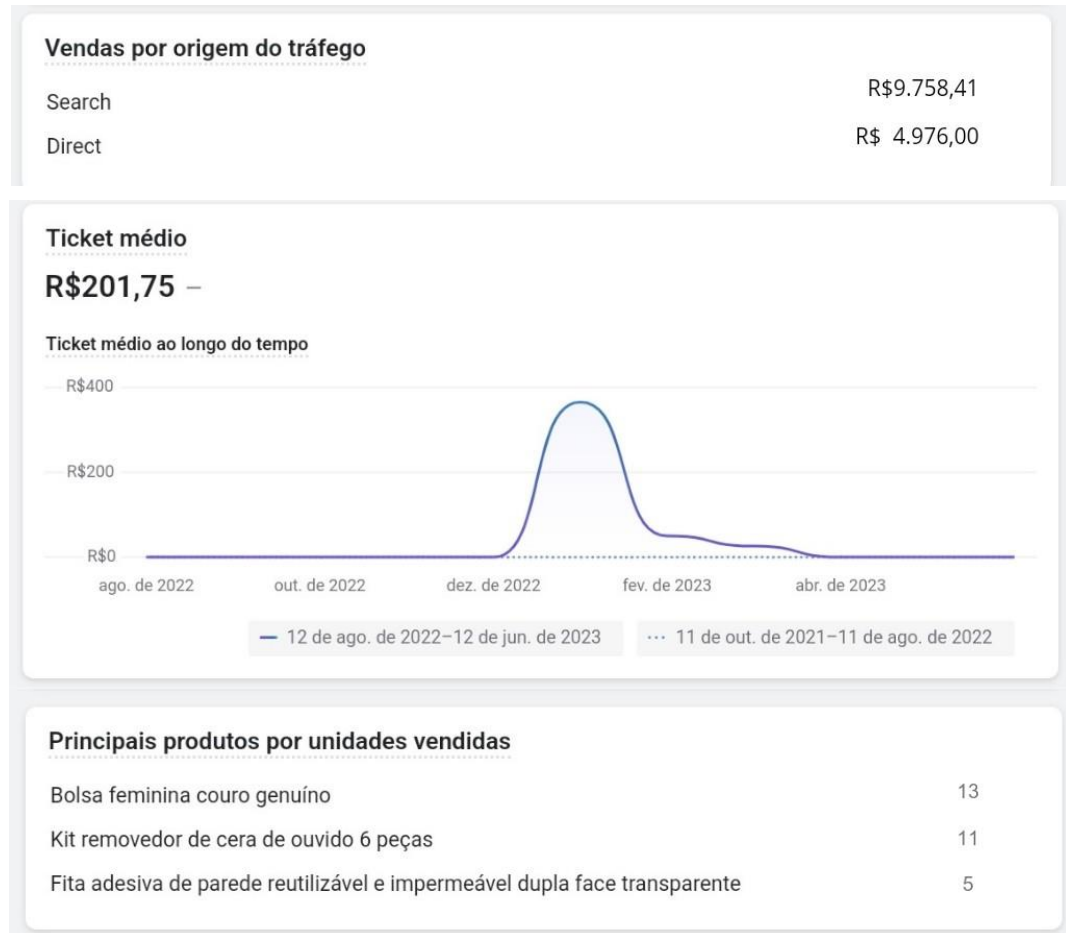 Vendas por origem do tráfego
Search R$9.758,41
Direct R$ 4.976,00
Ticket médio
R$201,75 –
Ticket médio ao longo do tempo
R$400
R$200
R$0
ago. de 2022 out. de 2022 dez. de 2022 fev. de 2023 abr. de 2023
12 de ago. de 2022–12 de jun. de 2023 11 de out. de 2021–11 de ago. de 2022
Principais produtos por unidades vendidas
Bolsa feminina couro genuíno 13
Kit removedor de cera de ouvido 6 peças 11
Fita adesiva de parede reutilizável e impermeável dupla face transparente 5